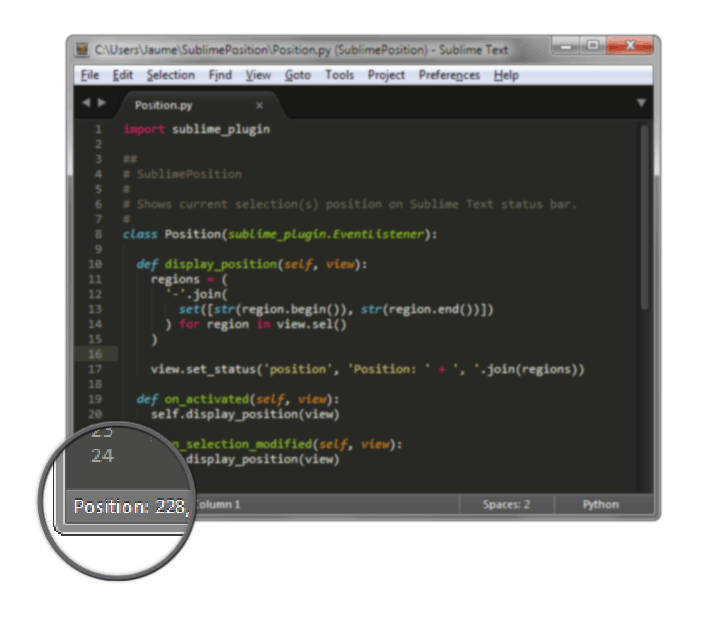 C:\Users\Jaume\SublimePosition\Position.py (SublimePosition) - Sublime Text
File Edit Selection Find View Goto Tools Project Preferences Help
Position.py
1 import sublime_plugin
2
3 ##
4 # SublimePosition
5 #
6 # Shows current selection(s) position on Sublime Text status bar.
7 #
8 class Position(sublime_plugin.EventListener):
9
10 def display_position(self, view):
11 regions = (
12 '-'.join(
13 set([str(region.begin()), str(region.end())])
14 ) for region in view.sel()
15 )
16
17 view.set_status('position', 'Position: ' + ', '.join(regions))
18
19 def on_activated(self, view):
20 self.display_position(view)
23 n_selection_modified(self, view):
24 display_position(view)
Position: 228, olumn 1 Spaces: 2 Python